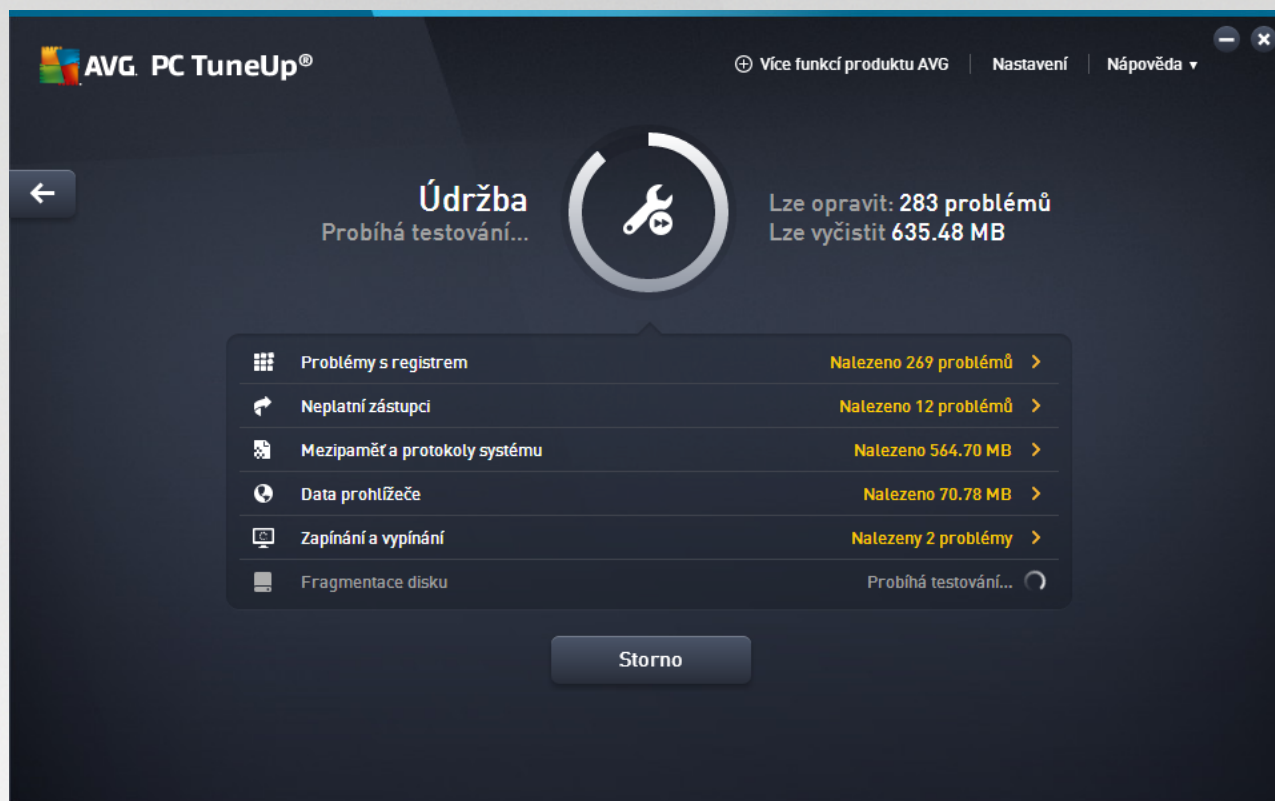 AVG. PC TuneUp®
Více funkcí produktu AVG
Nastavení
Nápověda
Údržba
Probíhá testování...
Lze opravit: 283 problémů
Lze vyčistit 635.48 MB
Problémy s registrem Nalezeno 269 problémů
Neplatní zástupci Nalezeno 12 problémů
Mezipaměť a protokoly systému Nalezeno 564.70 MB
Data prohlížeče Nalezeno 70.78 MB
Zapínání a vypínání Nalezeny 2 problémy
Fragmentace disku Probíhá testování...
Storno